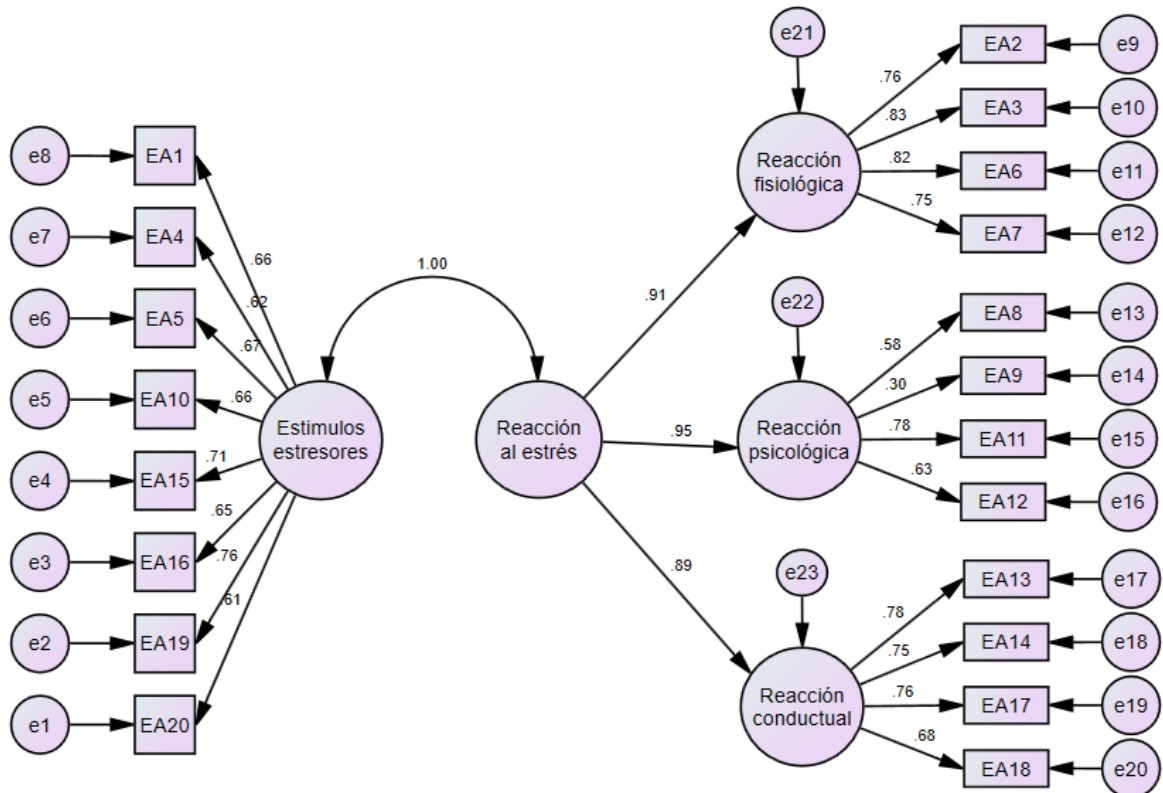 e21
EA2
e9
.76
EA3
e10
.83
e8
EA1
Reacción
fisiológica
.82
EA6
e11
.75
EA7
e12
e7
EA4
.66
1.00
.91
.62
e22
EA8
e13
e6
EA5
.67
.58
EA9
e14
.30
e5
EA10
.66
Estimulos
estresores
Reacción
al estrés
.95
Reacción
psicológica
.78
EA11
e15
.63
EA12
e16
e4
EA15
.71
.65
e3
EA16
.76
.89
e23
EA13
e17
.61
.78
e2
EA19
EA14
e18
.75
e1
EA20
Reacción
conductual
.76
EA17
e19
.68
EA18
e20